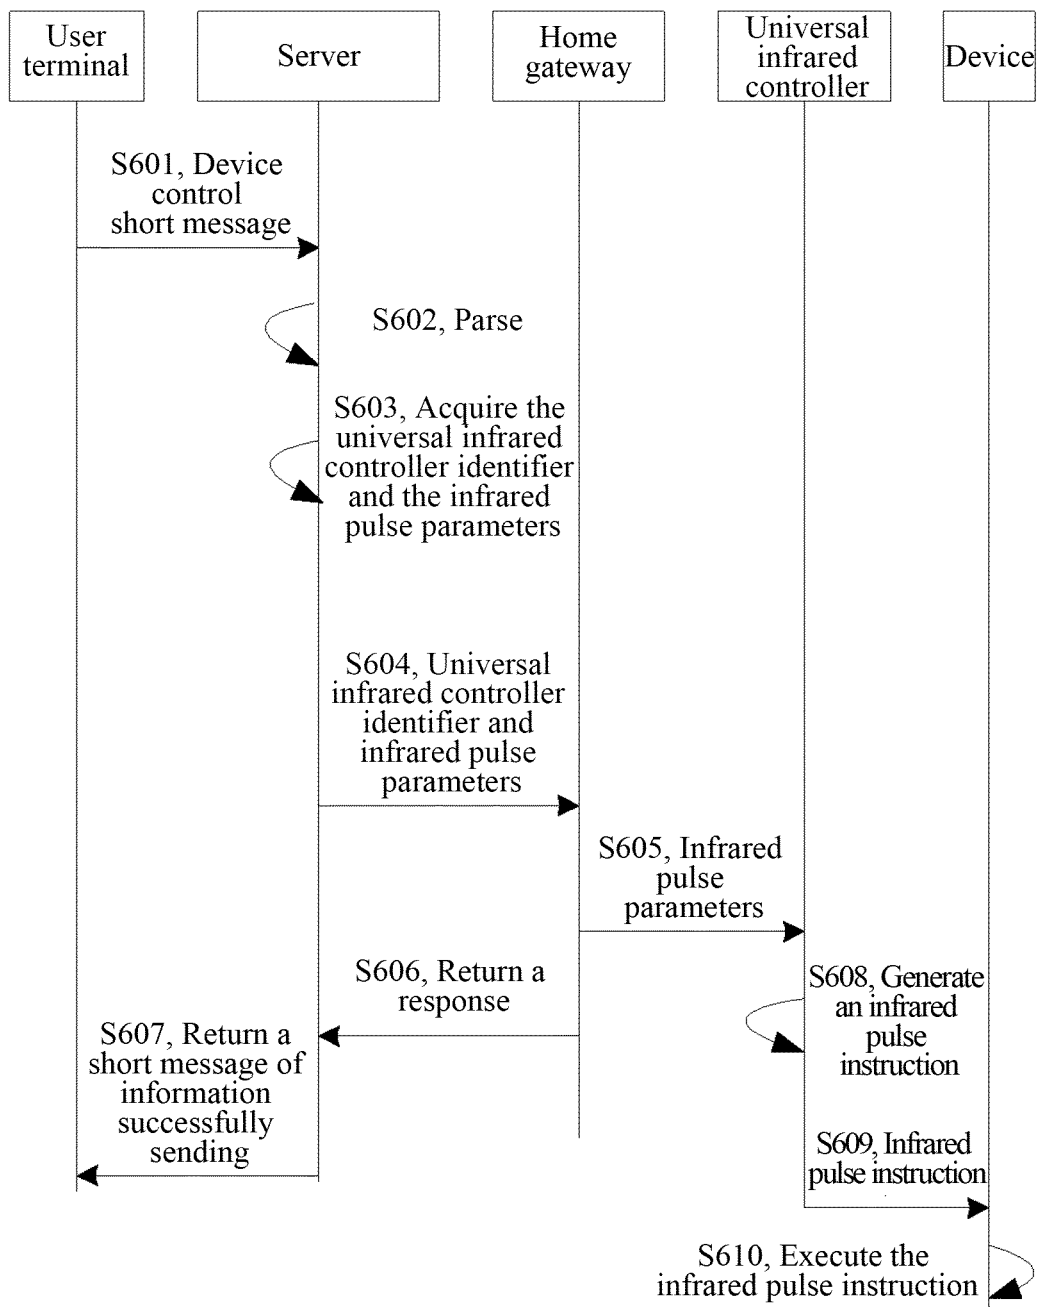 User
terminal
Server
Home
gateway
Universal
infrared
controller
Device
S601, Device
control
short message
S602, Parse
S603, Acquire the
universal infrared
controller identifier
and the infrared
pulse parameters
S604, Universal
infrared controller
identifier and
infrared pulse
parameters
S605, Infrared
pulse
parameters
S606, Return a
response
S607, Return a
short message of
information
successfully
sending
S608, Generate
an infrared
pulse
instruction
S609, Infrared
pulse instruction
S610, Execute the
infrared pulse instruction